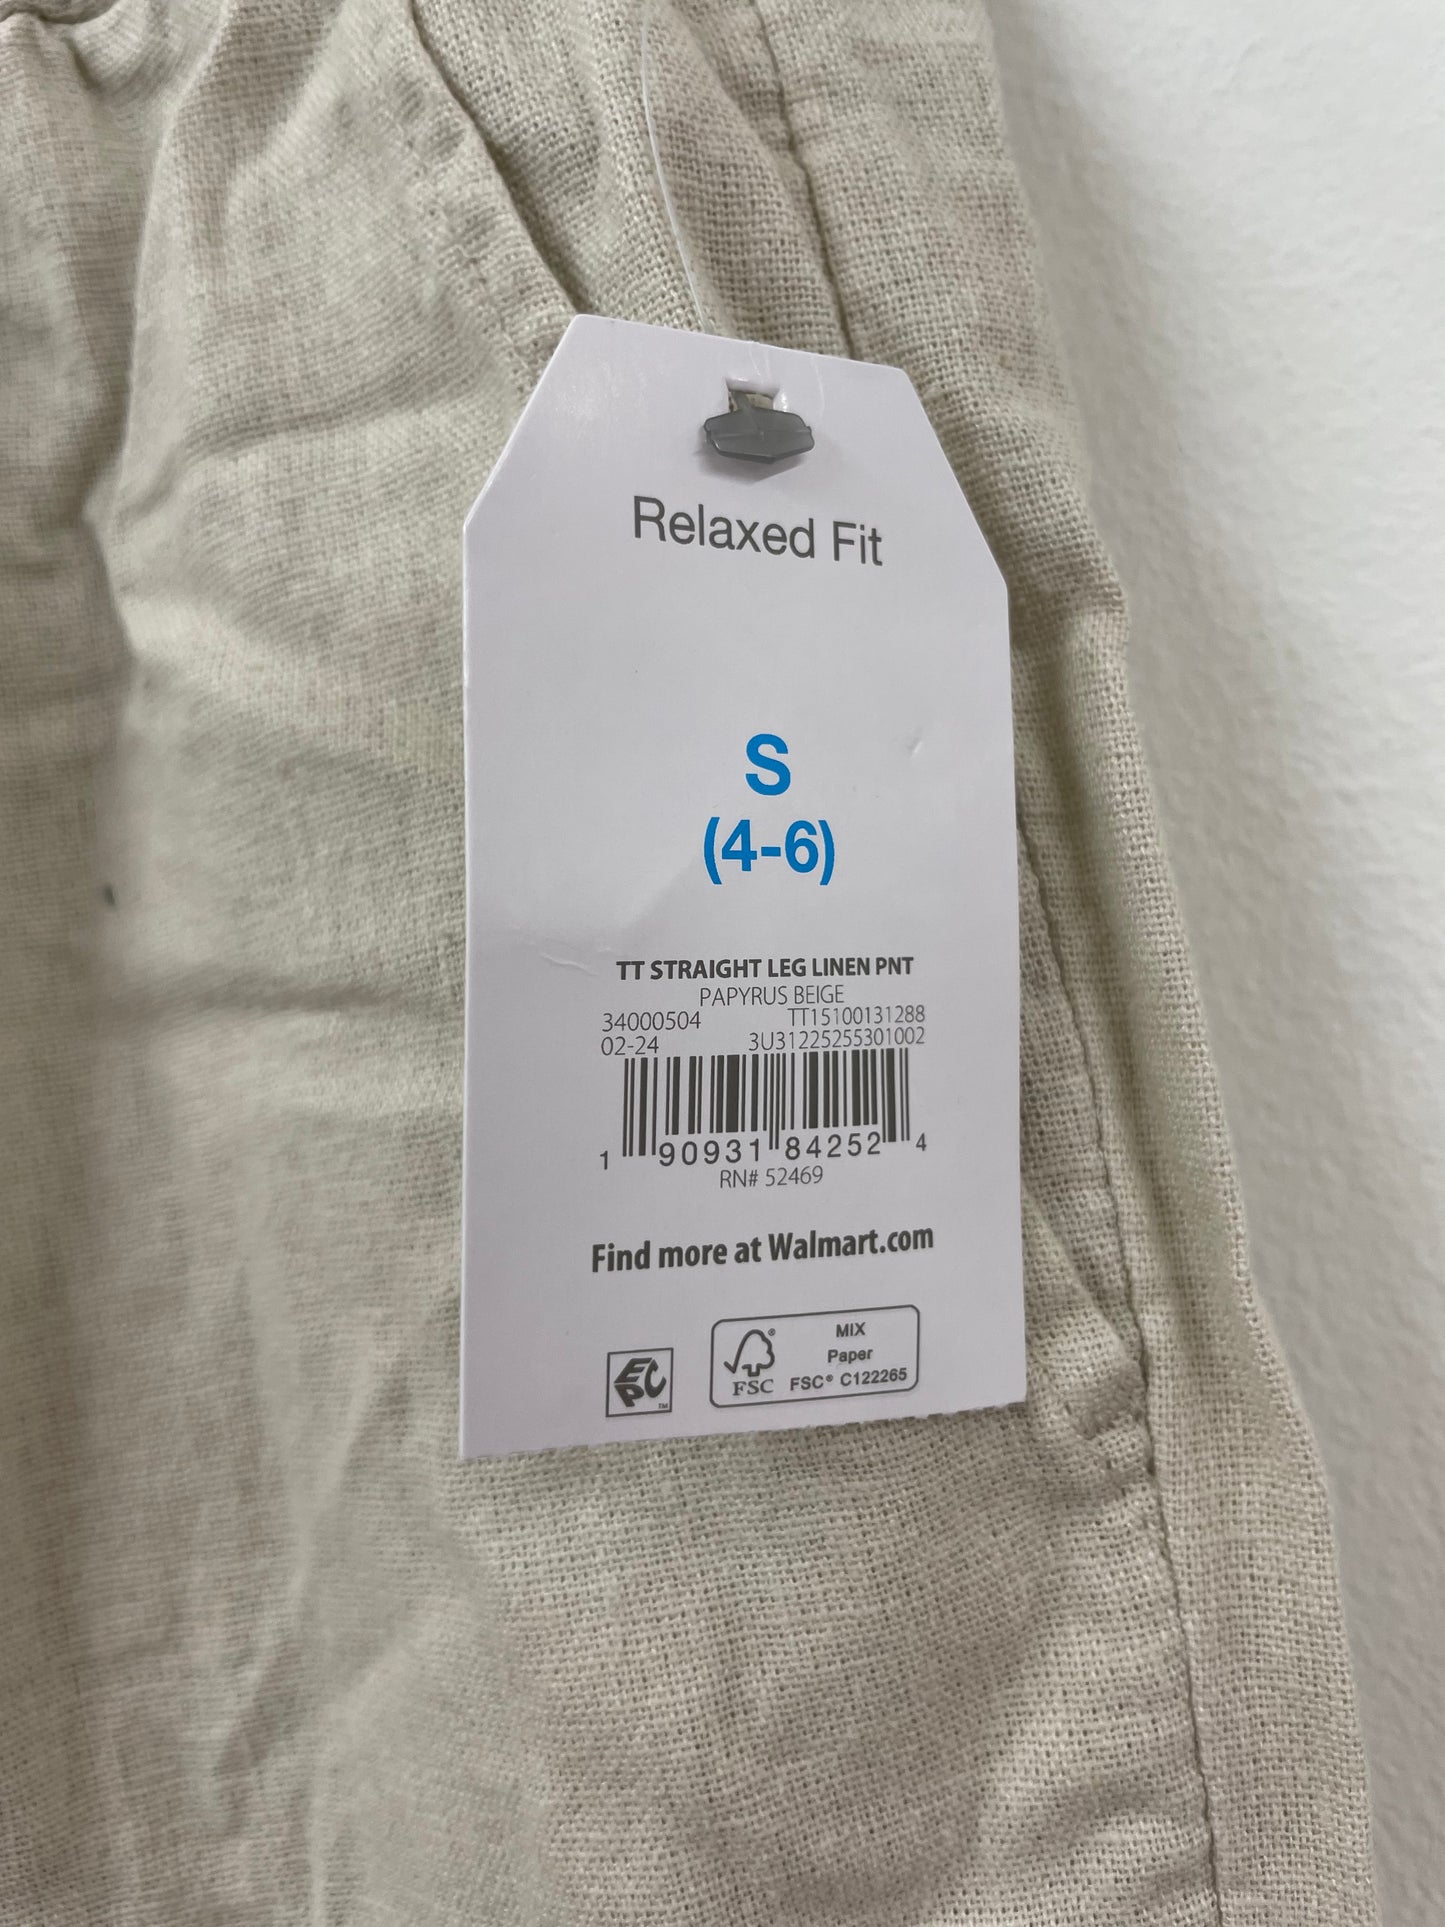 Relaxed Fit
S
(4-6)
TT STRAIGHT LEG LINEN PNT
PAPYRUS BEIGE
34000504 TT15100131288
02-24 3U31225255301002
1 90931 84252 4
RN# 52469
Find more at Walmart.com
EPC TM
FSC® MIX
Paper
FSC® C122265